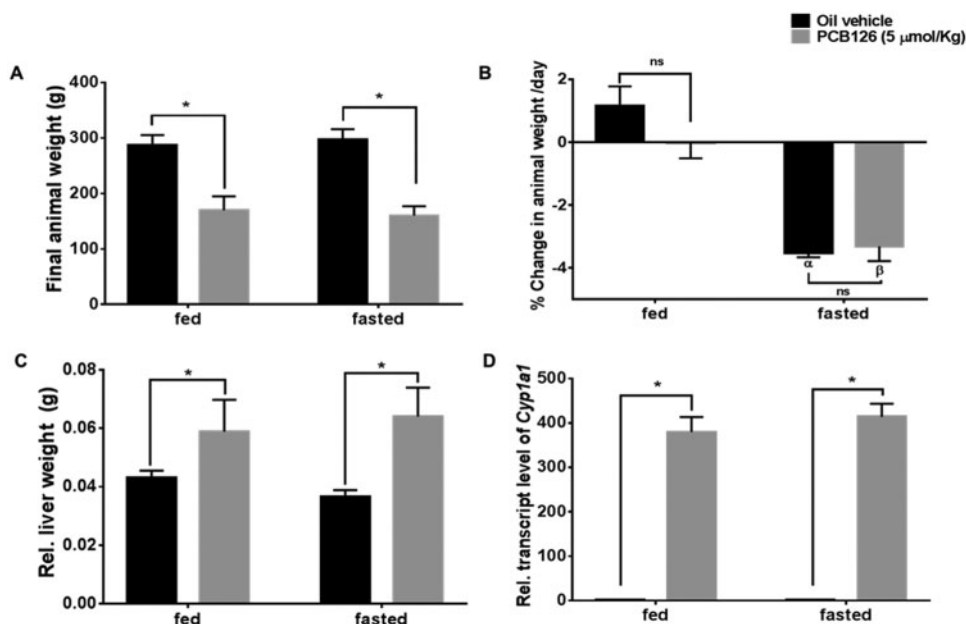 Oil vehicle
PCB126 (5 μmol/Kg)
A
Final animal weight (g)
400
300
200
100
0
*
*
fed
fasted
B
% Change in animal weight /day
2
0
-2
-4
ns
α
β
ns
fed
fasted
C
Rel. liver weight (g)
0.08
0.06
0.04
0.02
0.00
*
*
fed
fasted
D
Rel. transcript level of Cyp1a1
500
400
300
200
100
0
*
*
fed
fasted